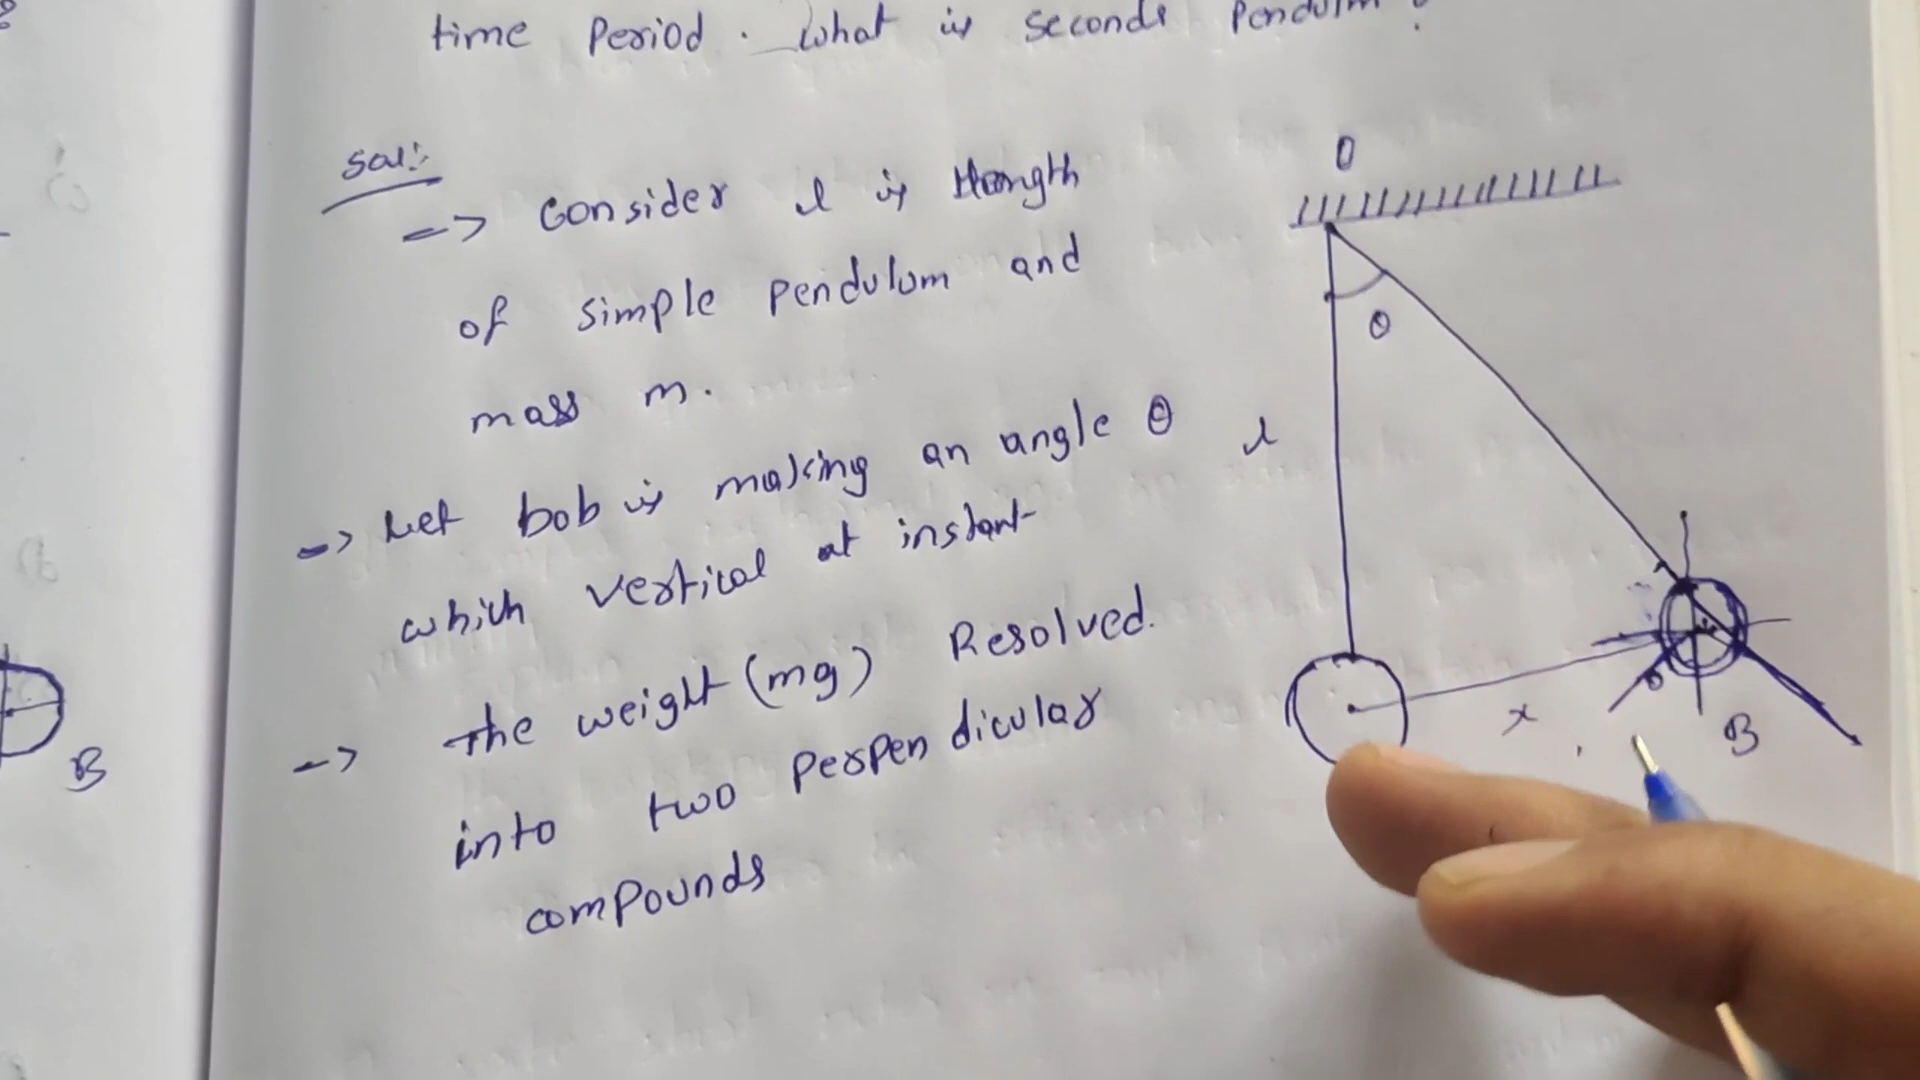 time Period. What is seconds
Sol:
-> Consider l is
of simple pendulum and
mass m.
-> Let bob is making an angle θ
which vertical at instant
-> the weight (mg) Resolved.
into two perpendicular
compounds
O
θ
l
x
θ
B
B